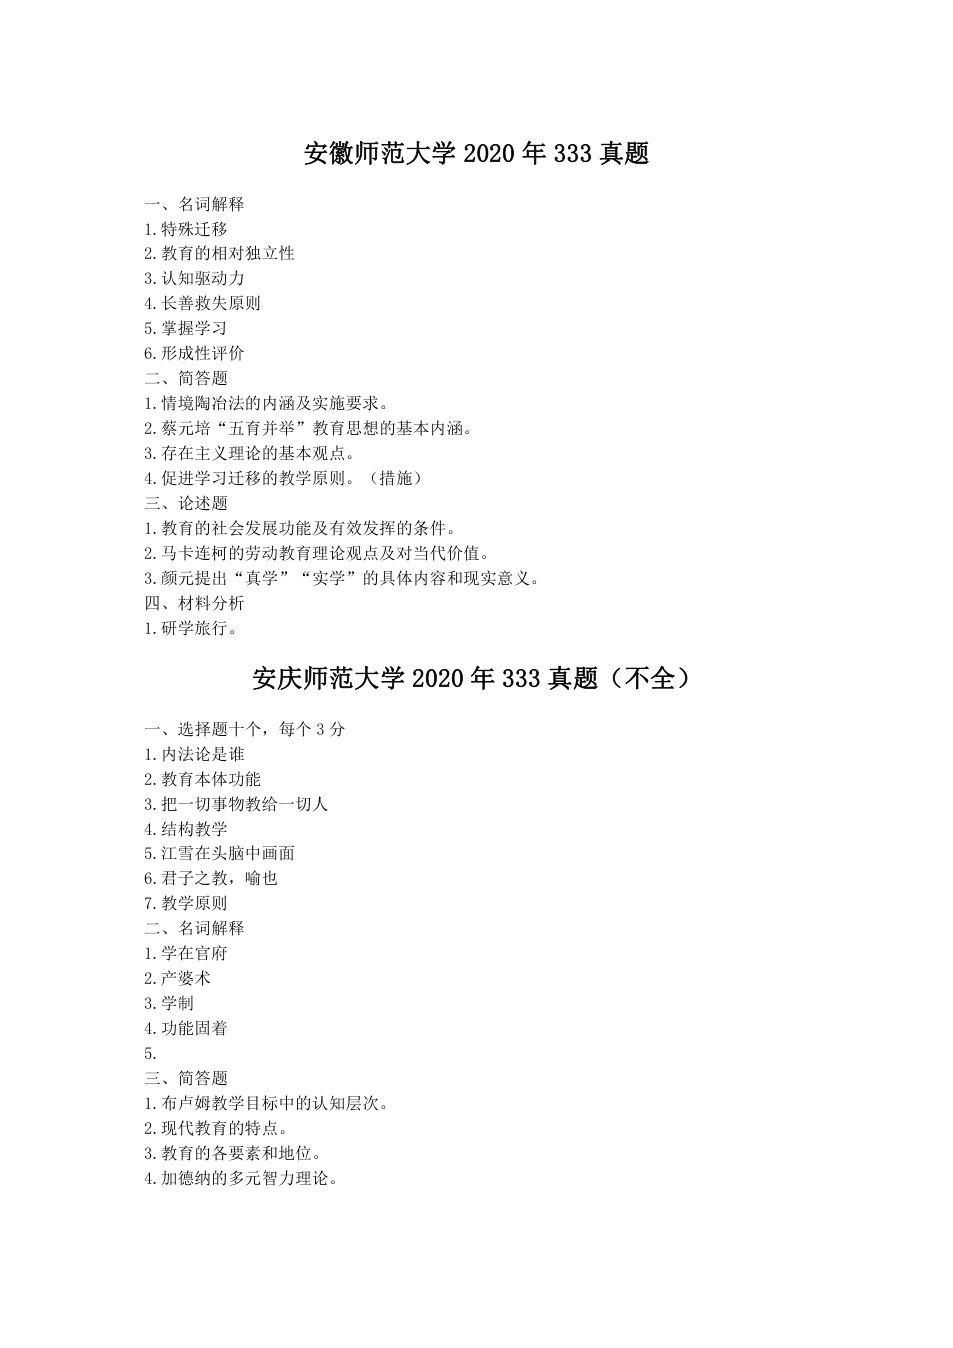 安徽师范大学 2020 年 333 真题
一、名词解释
1.特殊迁移
2.教育的相对独立性
3.认知驱动力
4.长善救失原则
5.掌握学习
6.形成性评价
二、简答题
1.情境陶冶法的内涵及实施要求。
2.蔡元培“五育并举”教育思想的基本内涵。
3.存在主义理论的基本观点。
4.促进学习迁移的教学原则。（措施）
三、论述题
1.教育的社会发展功能及有效发挥的条件。
2.马卡连柯的劳动教育理论观点及对当代价值。
3.颜元提出“真学”“实学”的具体内容和现实意义。
四、材料分析
1.研学旅行。
安庆师范大学 2020 年 333 真题（不全）
一、选择题十个，每个 3 分
1.内法论是谁
2.教育本体功能
3.把一切事物教给一切人
4.结构教学
5.江雪在头脑中画面
6.君子之教，喻也
7.教学原则
二、名词解释
1.学在官府
2.产婆术
3.学制
4.功能固着
5.
三、简答题
1.布卢姆教学目标中的认知层次。
2.现代教育的特点。
3.教育的各要素和地位。
4.加德纳的多元智力理论。